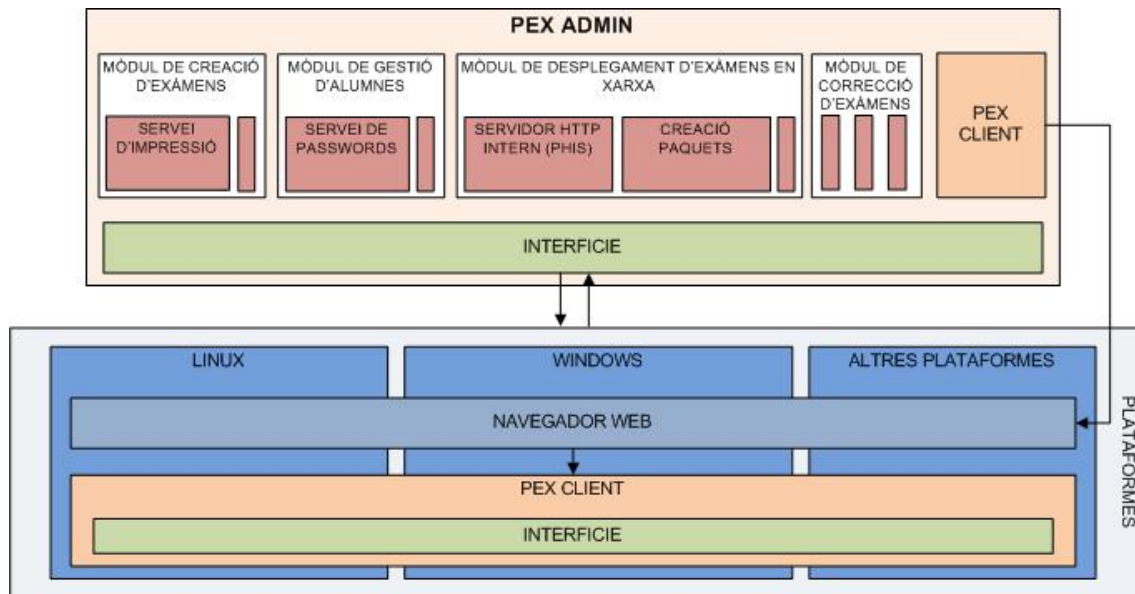 PEX ADMIN
MÒDUL DE CREACIÓ
D'EXÀMENS
SERVEI
D'IMPRESSIÓ
MÒDUL DE GESTIÓ
D'ALUMNES
SERVEI DE
PASSWORDS
MÒDUL DE DESPLEGAMENT D'EXÀMENS EN
XARXA
SERVIDOR HTTP
INTERN (PHIS)
CREACIÓ
PAQUETS
MÒDUL DE
CORRECCIÓ
D'EXÀMENS
PEX
CLIENT
INTERFICIE
LINUX
WINDOWS
ALTRES PLATAFORMES
NAVEGADOR WEB
PEX CLIENT
INTERFICIE
PLATAFORMES